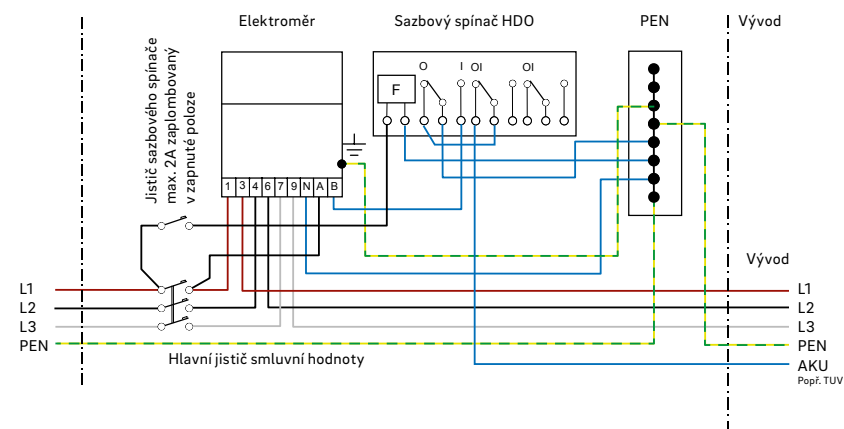 Elektroměr
Sazbový spínač HDO
PEN
Vývod
Jistič sazbového spínače
max. 2A zaplombovaný
v zapnuté poloze
F
O
I
OI
OI
1 3 4 6 7 9 N A B
Vývod
L1
L2
L3
PEN
Hlavní jistič smluvní hodnoty
L1
L2
L3
PEN
AKU
Popř. TUV